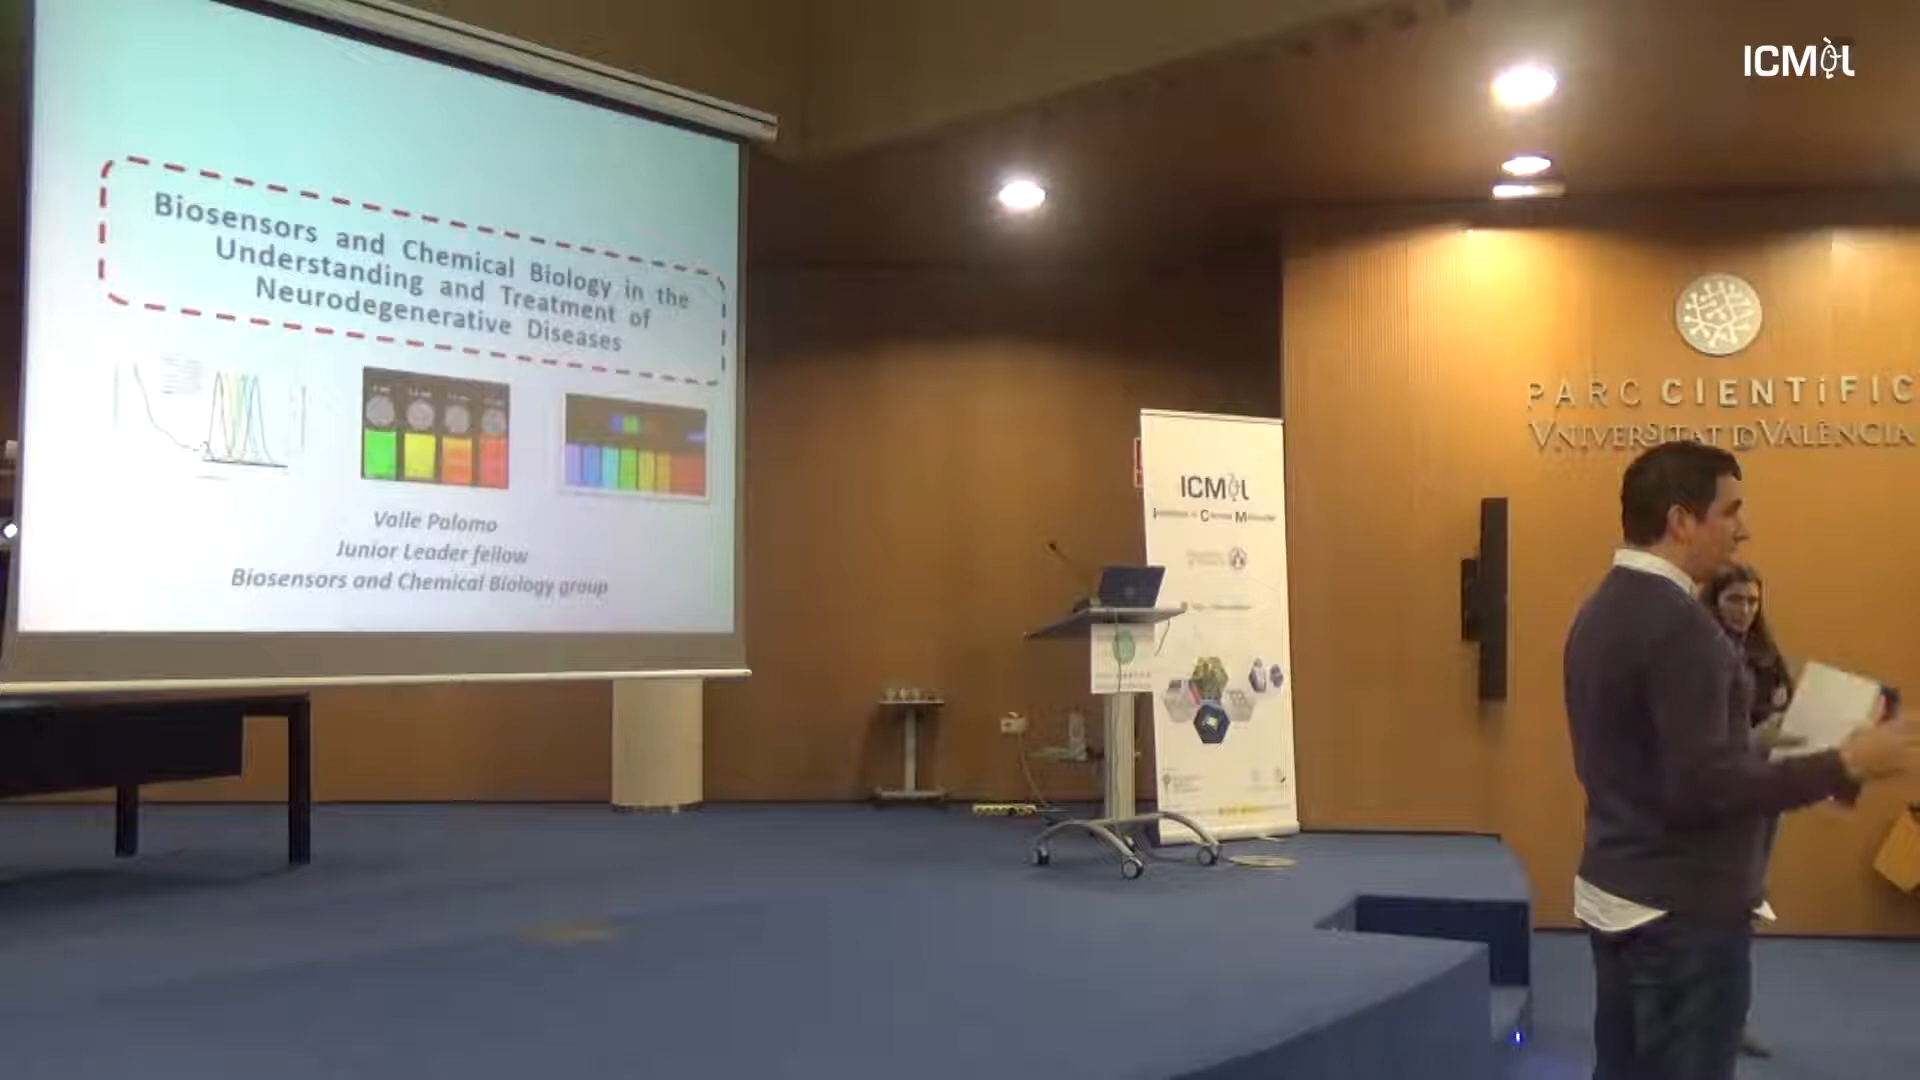 Biosensors and Chemical Biology in the
Understanding and Treatment of
Neurodegenerative Diseases
Valle Palomo
Junior Leader fellow
Biosensors and Chemical Biology group
ICMOL
ICMOL
PARC CIENTÍFIC
VNIVERSITAT D VALÈNCIA